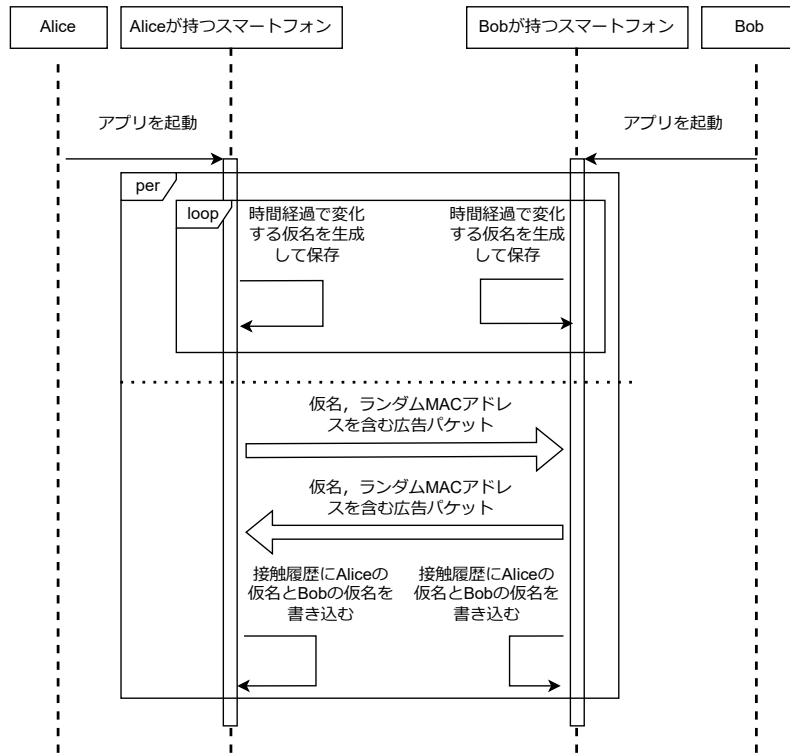 Alice
Aliceが持つスマートフォン
Bobが持つスマートフォン
Bob
アプリを起動
アプリを起動
per
loop
時間経過で変化
する仮名を生成
して保存
時間経過で変化
する仮名を生成
して保存
仮名，ランダムMACアドレ
スを含む広告パケット
仮名，ランダムMACアドレ
スを含む広告パケット
接触履歴にAliceの
仮名とBobの仮名を
書き込む
接触履歴にAliceの
仮名とBobの仮名を
書き込む